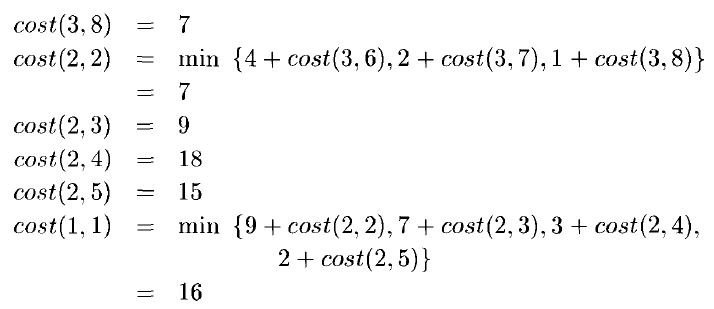 cost(3,8) = 7
cost(2,2) = min {4 + cost(3,6), 2 + cost(3,7), 1 + cost(3,8)}
= 7
cost(2,3) = 9
cost(2,4) = 18
cost(2,5) = 15
cost(1,1) = min {9 + cost(2,2), 7 + cost(2,3), 3 + cost(2,4),
2 + cost(2,5)}
= 16